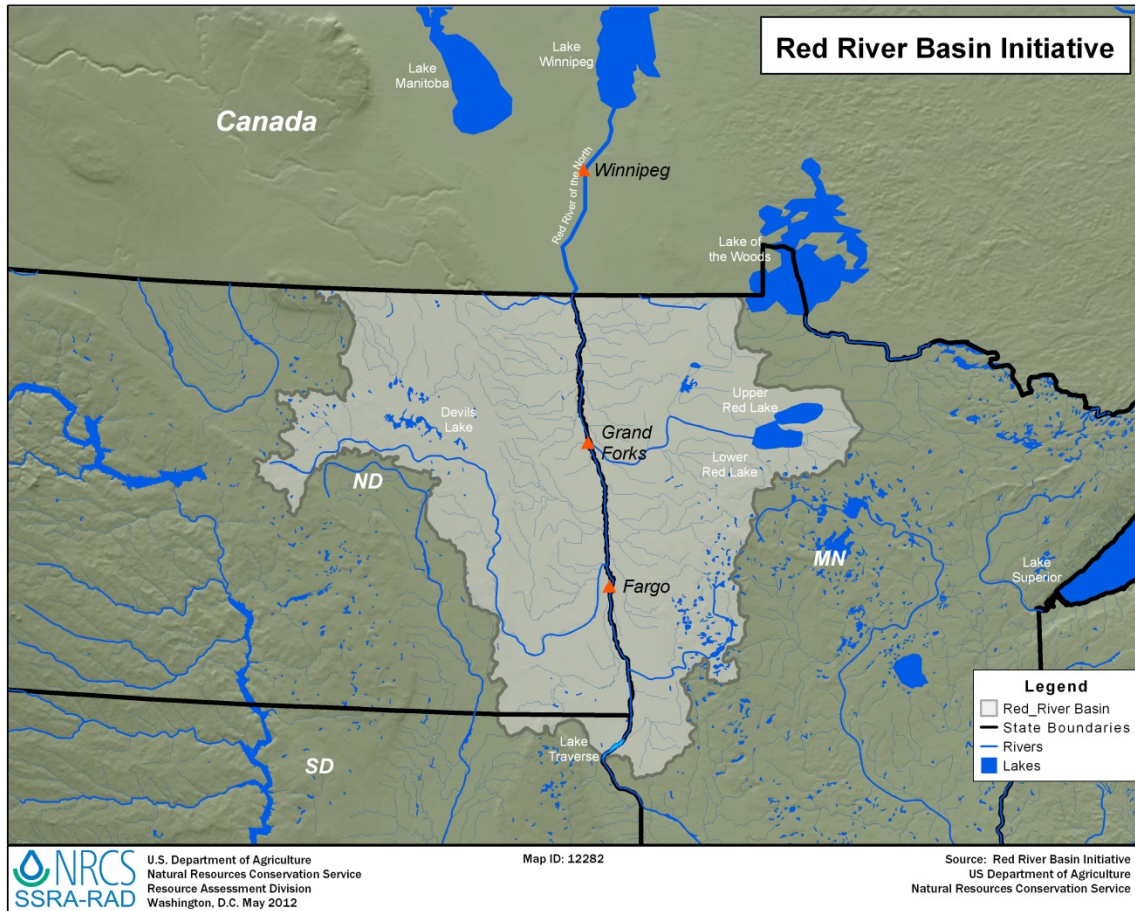 Red River Basin Initiative
Lake
Winnipeg
Lake
Manitoba
Canada
Red River of the North
Winnipeg
Lake of
the Woods
Upper
Red Lake
Devils
Lake
Grand
Forks
Lower
Red Lake
ND
MN
Lake
Superior
Fargo
Lake
Traverse
SD
Legend
Red_River Basin
State Boundaries
Rivers
Lakes
NRCS
SSRA-RAD
U.S. Department of Agriculture
Natural Resources Conservation Service
Resource Assessment Division
Washington, D.C. May 2012
Map ID: 12282
Source: Red River Basin Initiative
US Department of Agriculture
Natural Resources Conservation Service